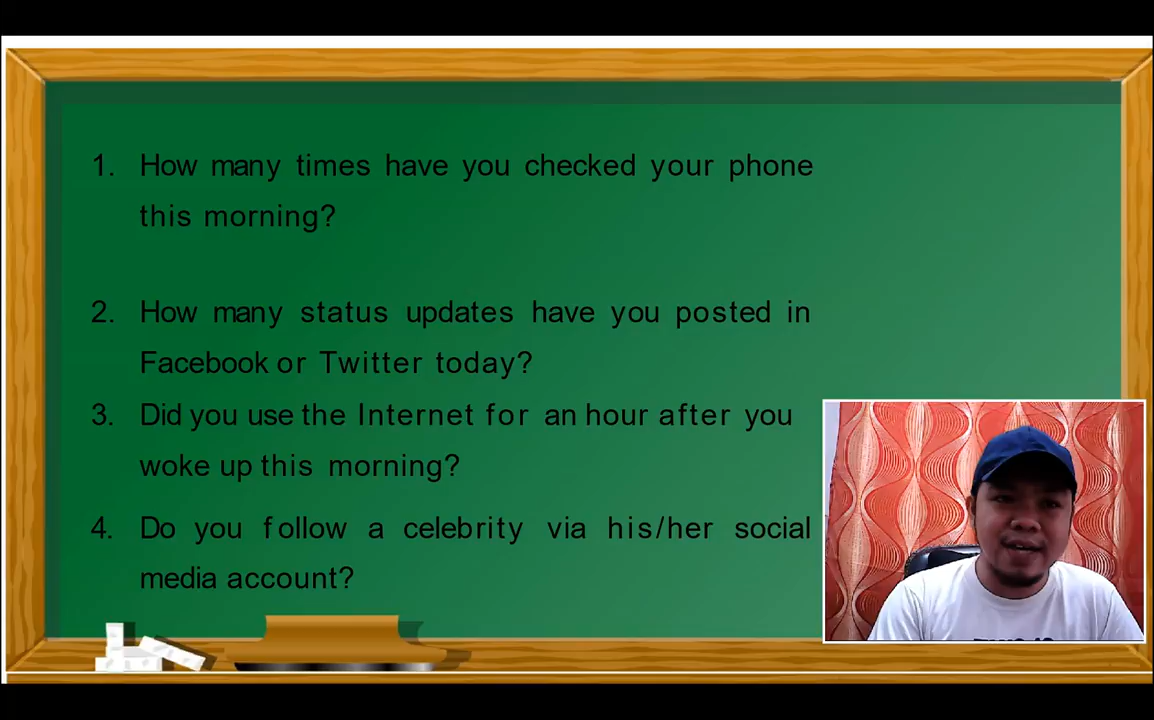 1. How many times have you checked your phone
this morning?
2. How many status updates have you posted in
Facebook or Twitter today?
3. Did you use the Internet for an hour after you
woke up this morning?
4. Do you follow a celebrity via his/her social
media account?